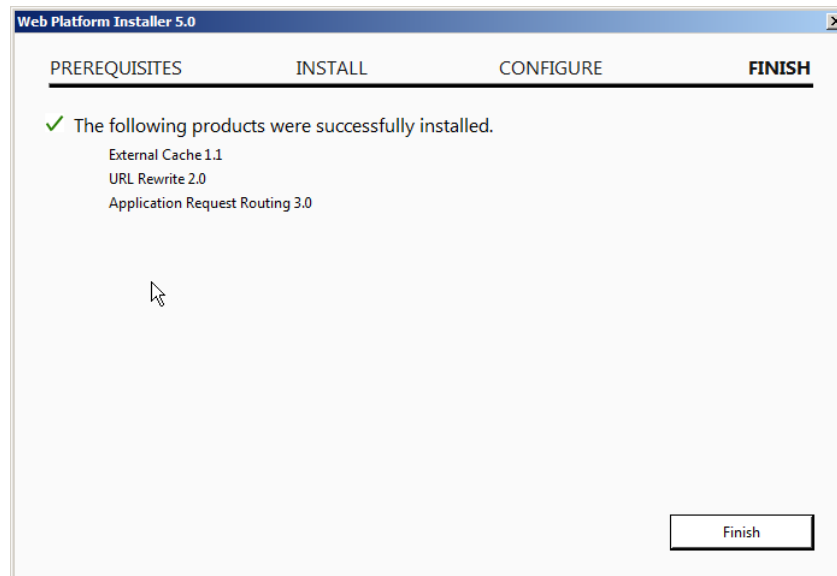 Web Platform Installer 5.0
PREREQUISITES INSTALL CONFIGURE FINISH
The following products were successfully installed.
External Cache 1.1
URL Rewrite 2.0
Application Request Routing 3.0
Finish